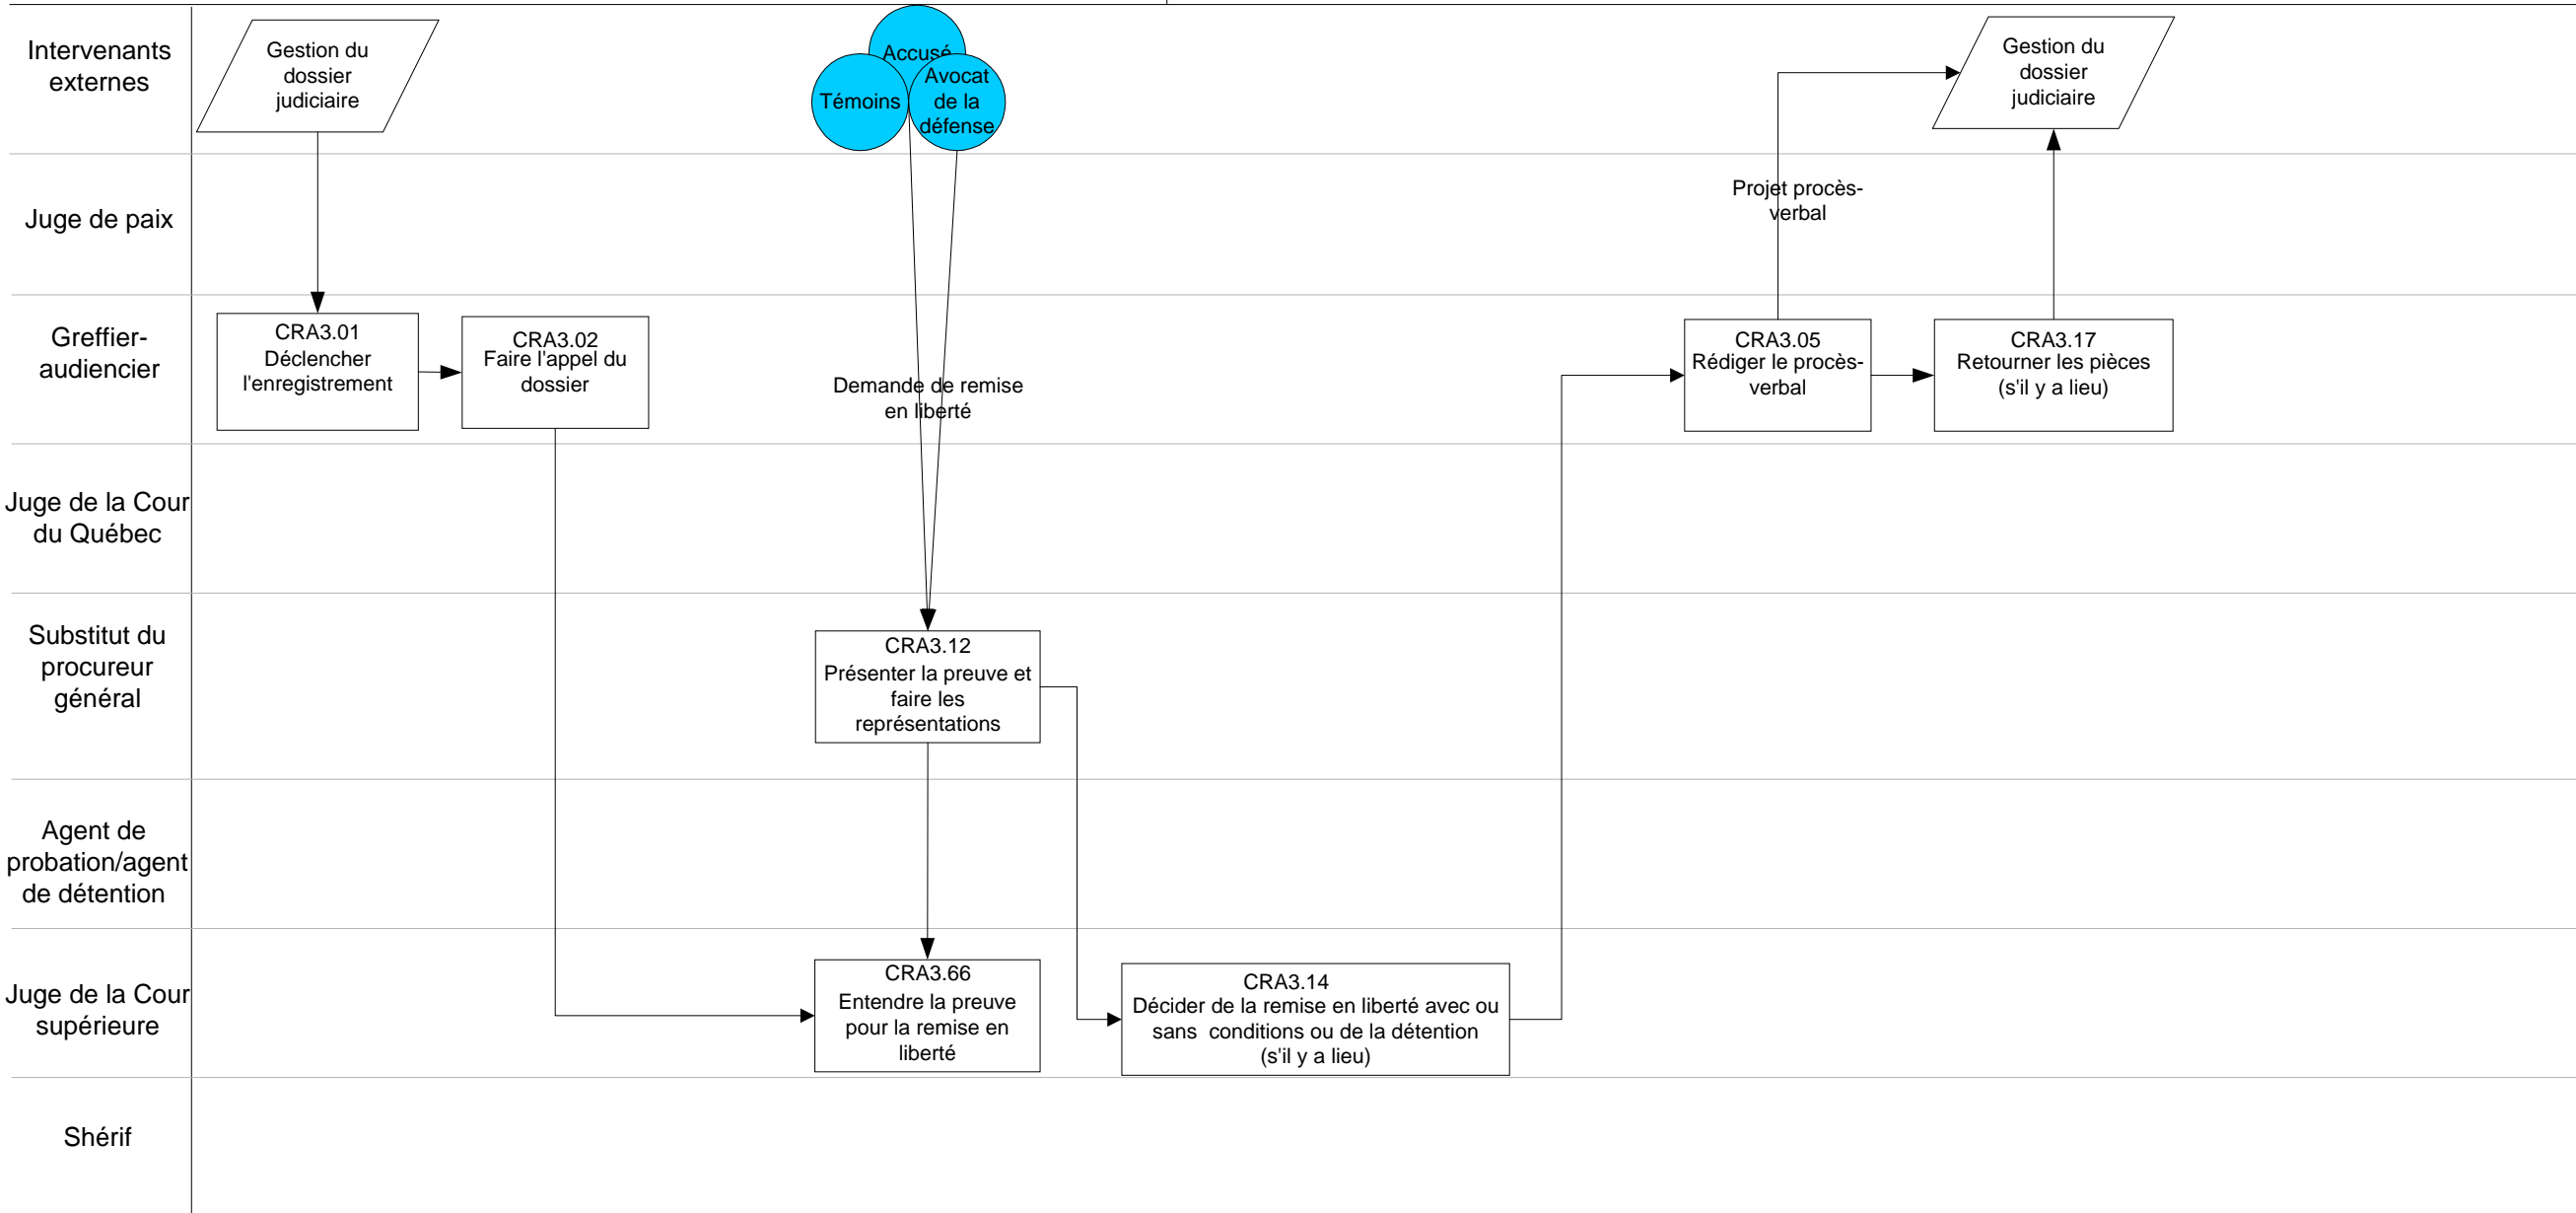 Intervenants
externes
Gestion du
dossier
judiciaire
Accusé
Témoins
Avocat
de la
défense
Gestion du
dossier
judiciaire
Juge de paix
Projet procès-
verbal
Greffier-
audiencier
CRA3.01
Déclencher
l'enregistrement
CRA3.02
Faire l'appel du
dossier
Demande de remise
en liberté
CRA3.05
Rédiger le procès-
verbal
CRA3.17
Retourner les pièces
(s'il y a lieu)
Juge de la Cour
du Québec
Substitut du
procureur
général
CRA3.12
Présenter la preuve et
faire les
représentations
Agent de
probation/agent
de détention
Juge de la Cour
supérieure
CRA3.66
Entendre la preuve
pour la remise en
liberté
CRA3.14
Décider de la remise en liberté avec ou
sans  conditions ou de la détention
(s'il y a lieu)
Shérif